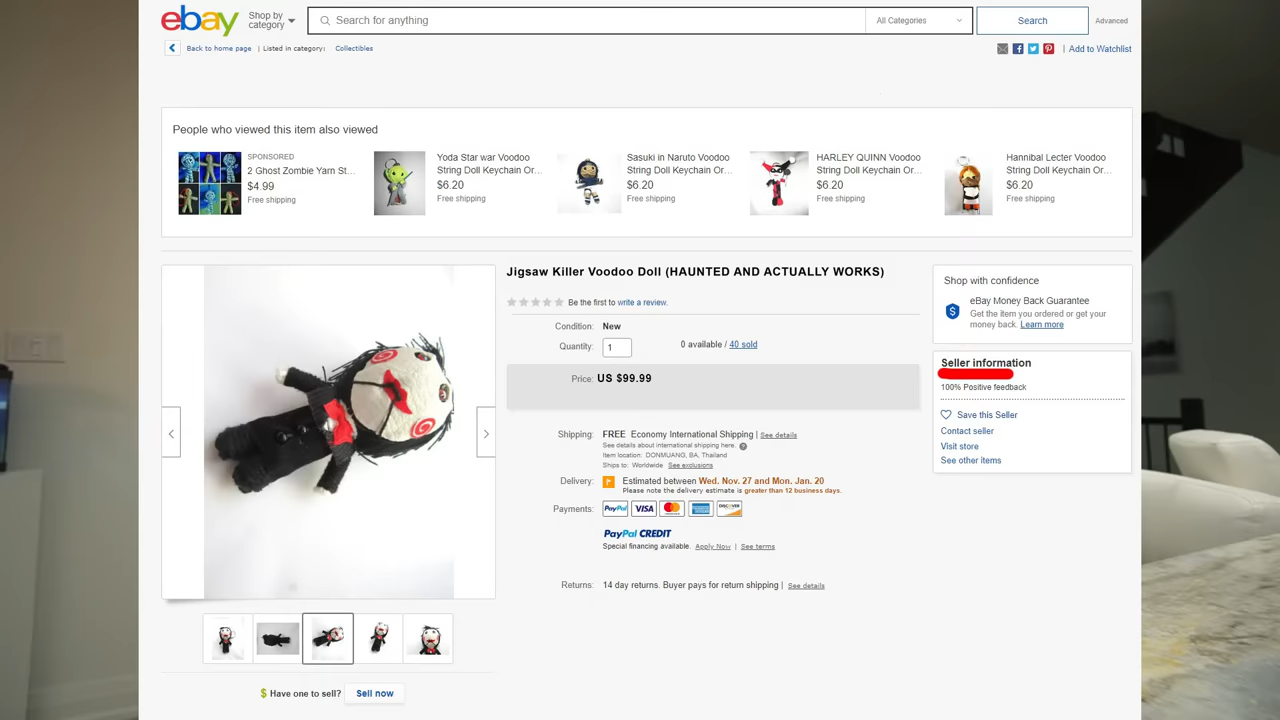 ebay
Shop by
category
Search for anything
All Categories
Search
Advanced
Back to home page | Listed in category: Collectibles
| Add to Watchlist
People who viewed this item also viewed
SPONSORED
2 Ghost Zombie Yarn St...
$4.99
Free shipping
Yoda Star war Voodoo
String Doll Keychain Or...
$6.20
Free shipping
Sasuki in Naruto Voodoo
String Doll Keychain Or...
$6.20
Free shipping
HARLEY QUINN Voodoo
String Doll Keychain Or...
$6.20
Free shipping
Hannibal Lecter Voodoo
String Doll Keychain Or...
$6.20
Free shipping
Jigsaw Killer Voodoo Doll (HAUNTED AND ACTUALLY WORKS)
Be the first to write a review.
Condition: New
Quantity: 1
0 available / 40 sold
Price: US $99.99
Shipping: FREE Economy International Shipping | See details
See details about international shipping here.
Item location: DONMUANG, BA, Thailand
Ships to: Worldwide See exclusions
Delivery: Estimated between Wed. Nov. 27 and Mon. Jan. 20
Please note the delivery estimate is greater than 12 business days.
Payments: PayPal VISA
PayPal CREDIT
Special financing available. Apply Now | See terms
Returns: 14 day returns. Buyer pays for return shipping | See details
Shop with confidence
eBay Money Back Guarantee
Get the item you ordered or get your
money back. Learn more
Seller information
100% Positive feedback
Save this Seller
Contact seller
Visit store
See other items
$ Have one to sell? Sell now